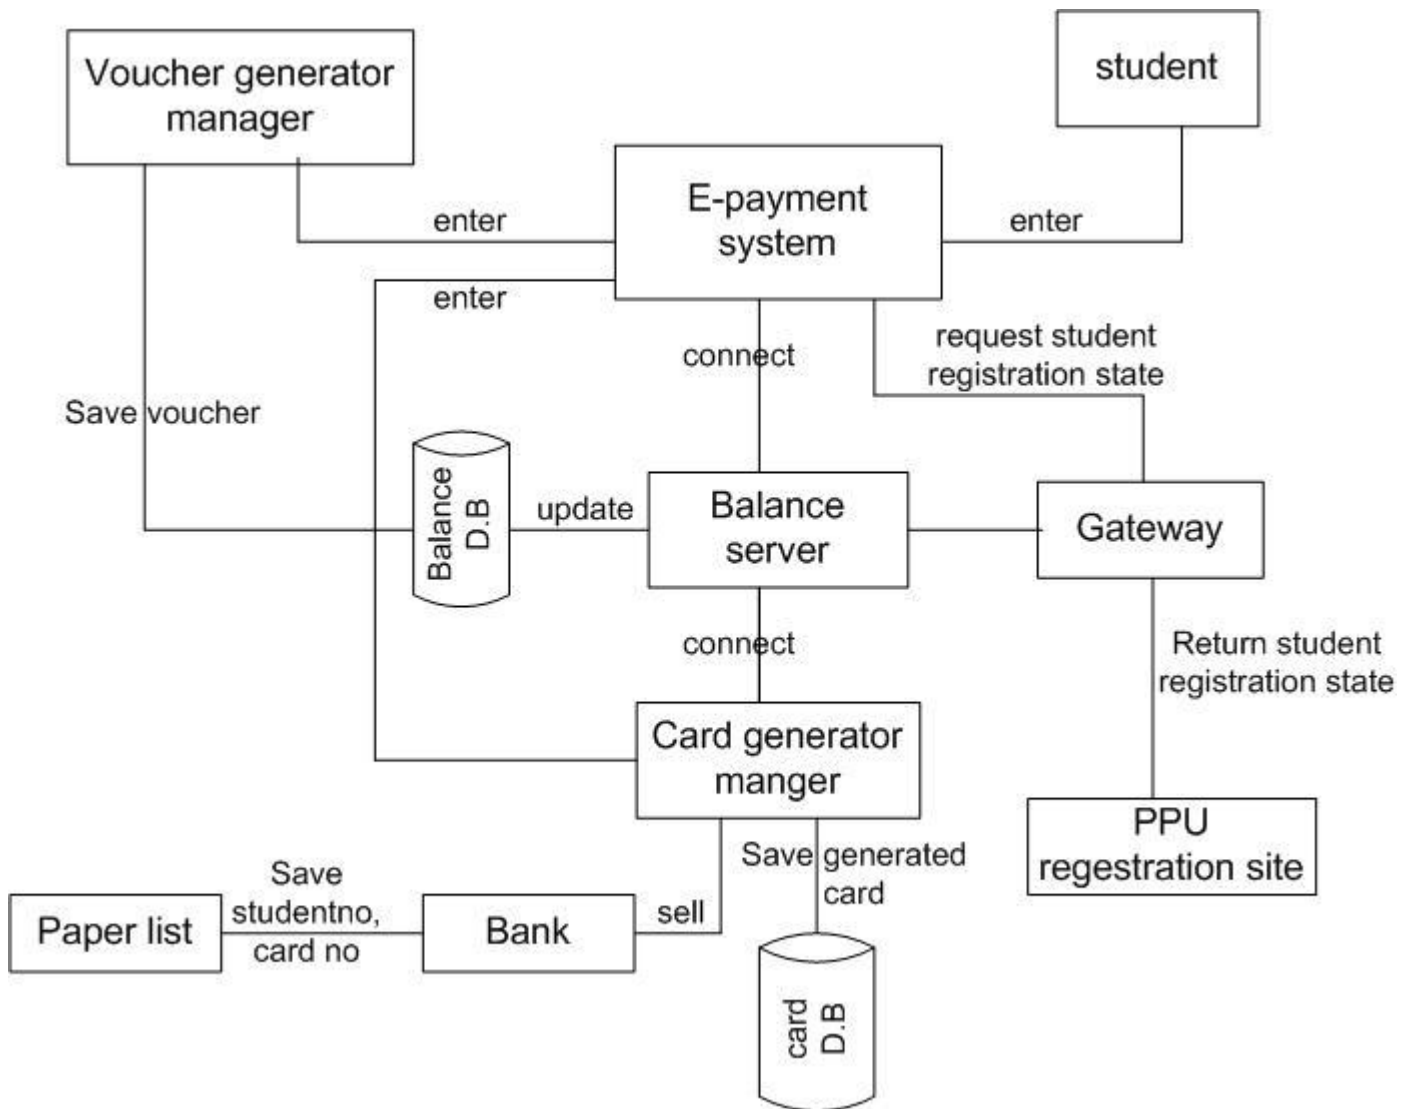 Voucher generator
manager
student
E-payment
system
enter
enter
enter
connect
request student
registration state
Save voucher
Balance
D.B
update
Balance
server
Gateway
connect
Return student
registration state
Card generator
manger
PPU
regestration site
Save
studentno,
card no
Paper list
Bank
sell
Save generated
card
card
D.B